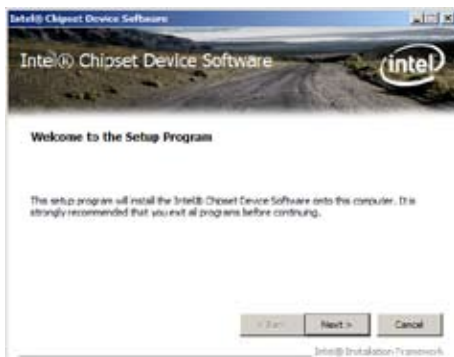 Intel® Chipset Device Software
Intel® Chipset Device Software
intel
Welcome to the Setup Program
This setup program will install the Intel® Chipset Device Software onto this computer. It is
strongly recommended that you exit all programs before continuing.
< Back
Next >
Cancel
Intel® Installation Framework